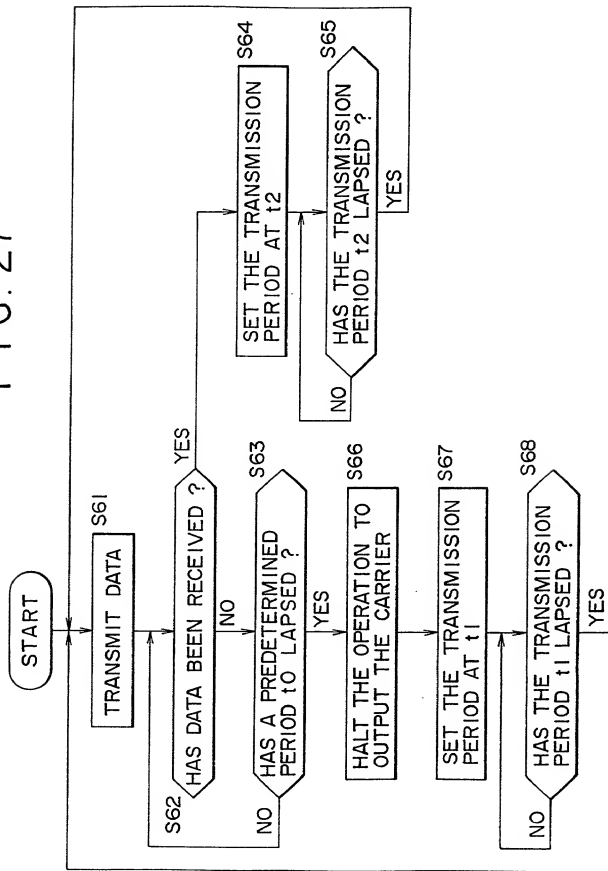 FIG. 27
START
TRANSMIT DATA
S61
S62
HAS DATA BEEN RECEIVED ?
YES
NO
HAS A PREDETERMINED
PERIOD t0 LAPSED ?
S63
NO
YES
HALT THE OPERATION TO
OUTPUT THE CARRIER
S66
SET THE TRANSMISSION
PERIOD AT t1
S67
HAS THE TRANSMISSION
PERIOD t1 LAPSED ?
S68
NO
YES
SET THE TRANSMISSION
PERIOD AT t2
S64
HAS THE TRANSMISSION
PERIOD t2 LAPSED ?
S65
NO
YES